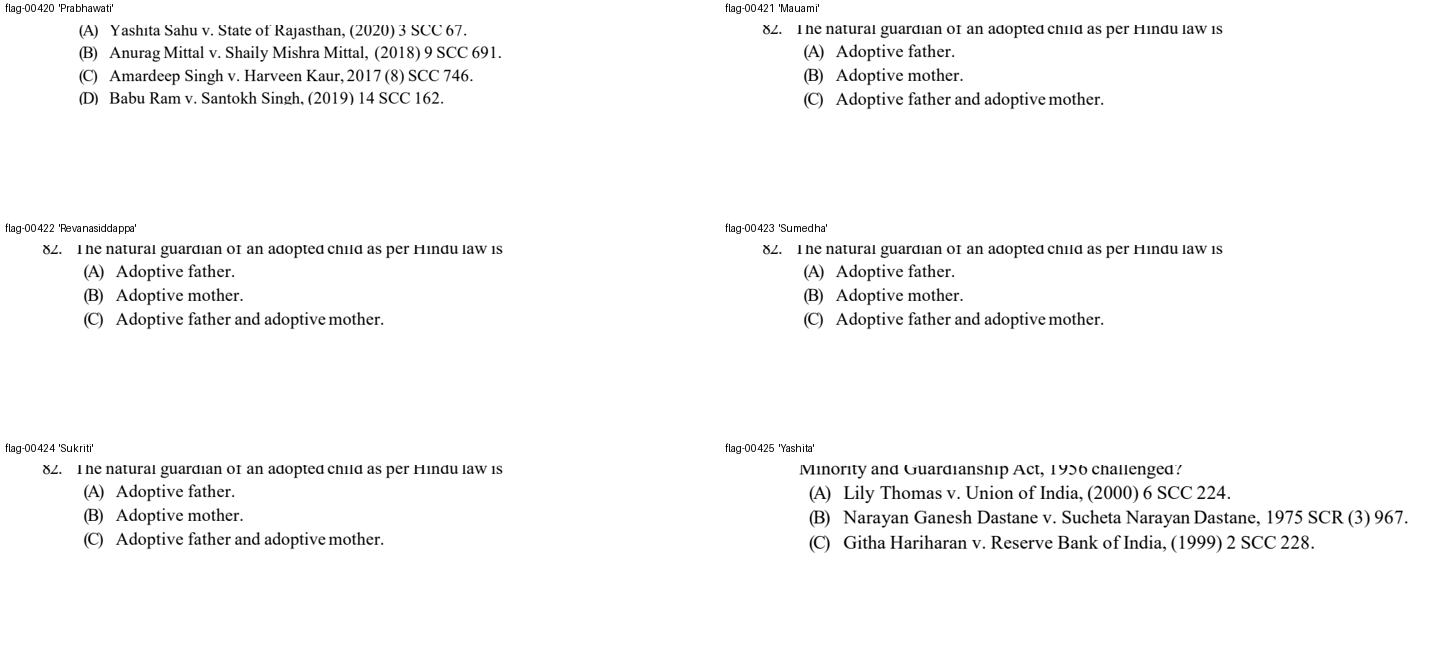 flag-00420 'Prabhawati'
(A) Yashita Sahu v. State of Rajasthan, (2020) 3 SCC 67.
(B) Anurag Mittal v. Shaily Mishra Mittal, (2018) 9 SCC 691.
(C) Amardeep Singh v. Harveen Kaur, 2017 (8) SCC 746.
(D) Babu Ram v. Santokh Singh, (2019) 14 SCC 162.
flag-00421 'Mauami'
82. The natural guardian of an adopted child as per Hindu law is
(A) Adoptive father.
(B) Adoptive mother.
(C) Adoptive father and adoptive mother.
flag-00422 'Revanasiddappa'
82. The natural guardian of an adopted child as per Hindu law is
(A) Adoptive father.
(B) Adoptive mother.
(C) Adoptive father and adoptive mother.
flag-00423 'Sumedha'
82. The natural guardian of an adopted child as per Hindu law is
(A) Adoptive father.
(B) Adoptive mother.
(C) Adoptive father and adoptive mother.
flag-00424 'Sukriti'
82. The natural guardian of an adopted child as per Hindu law is
(A) Adoptive father.
(B) Adoptive mother.
(C) Adoptive father and adoptive mother.
flag-00425 'Yashita'
Minority and Guardianship Act, 1956 challenged?
(A) Lily Thomas v. Union of India, (2000) 6 SCC 224.
(B) Narayan Ganesh Dastane v. Sucheta Narayan Dastane, 1975 SCR (3) 967.
(C) Githa Hariharan v. Reserve Bank of India, (1999) 2 SCC 228.